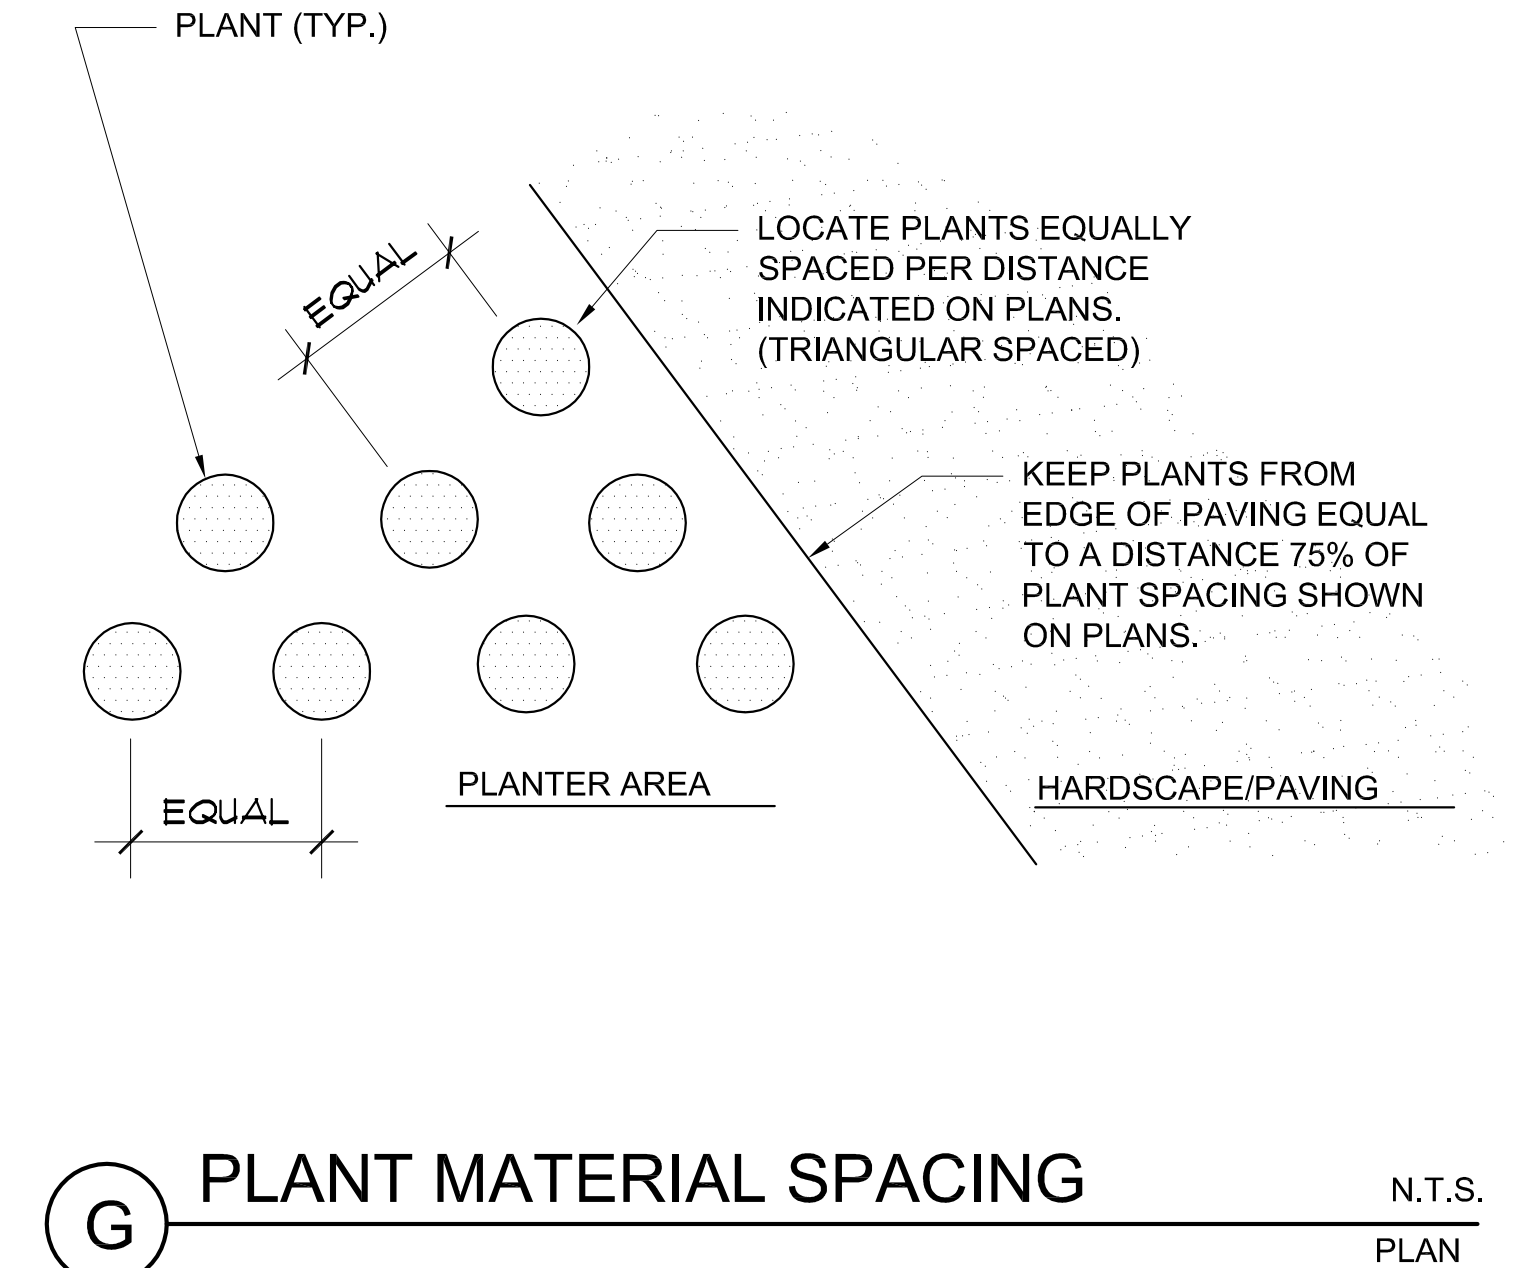 PLANT (TYP.)
EQUAL
LOCATE PLANTS EQUALLY
SPACED PER DISTANCE
INDICATED ON PLANS.
(TRIANGULAR SPACED)
KEEP PLANTS FROM
EDGE OF PAVING EQUAL
TO A DISTANCE 75% OF
PLANT SPACING SHOWN
ON PLANS.
PLANTER AREA
HARDSCAPE/PAVING
EQUAL
G
PLANT MATERIAL SPACING
N.T.S.
PLAN